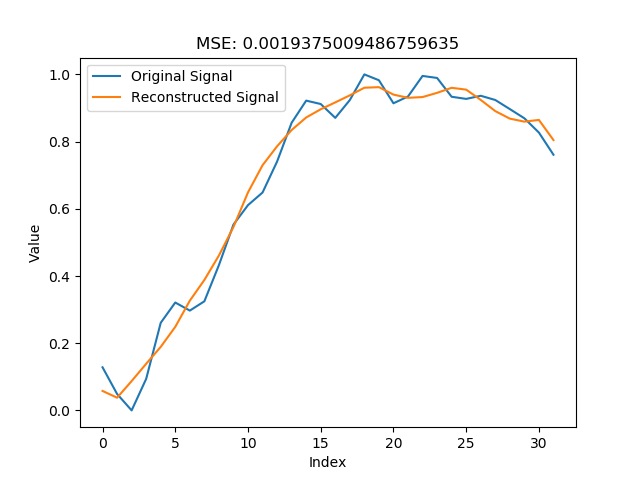 MSE: 0.0019375009486759635
Original Signal
Reconstructed Signal
Value
1.0
0.8
0.6
0.4
0.2
0.0
0 5 10 15 20 25 30
Index